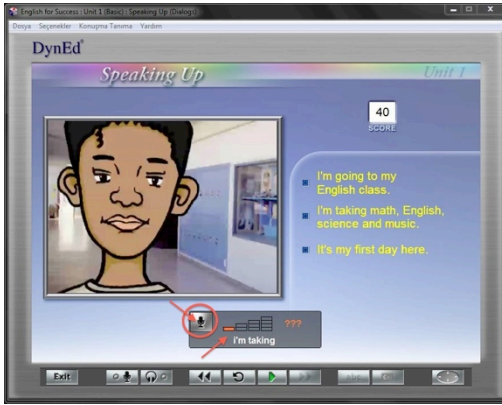 English for Success : Unit 1 (Basic) : Speaking Up (Dialog)
Dosya Seçenekler Konuşma Tanıma Yardım
DynEd
Speaking Up
Unit 1
40
SCORE
I'm going to my
English class.
I'm taking math, English,
science and music.
It's my first day here.
???
i'm taking
Exit
abc